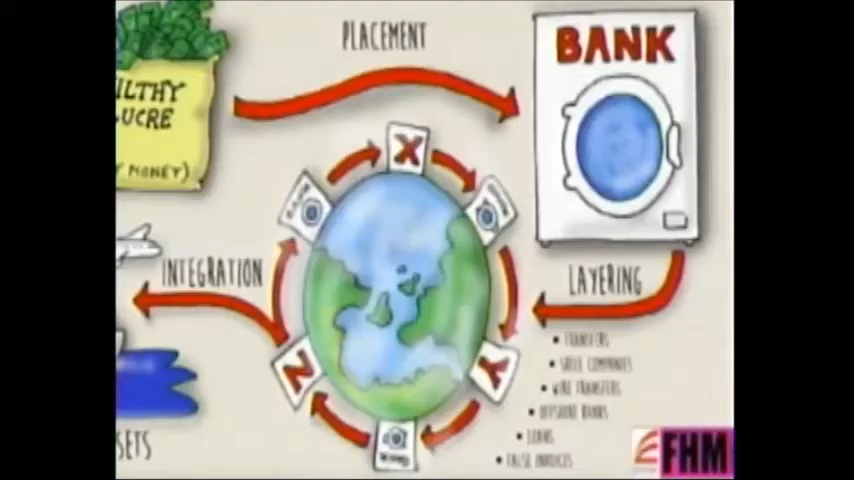 PLACEMENT
BANK
ILTHY
UCRE
Y MONEY)
X
INTEGRATION
LAYERING
• TRANSFERS
• SHELL COMPANIES
• WIRE TRANSFERS
• OFFSHORE BANKS
• LOANS
• FALSE INVOICES
Z
Y
BANK
SETS
FHM